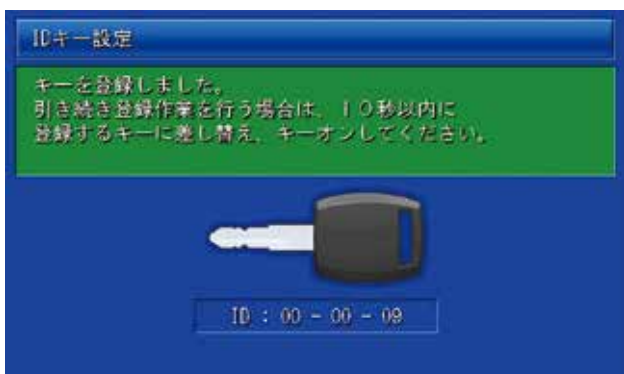 IDキー設定
キーを登録しました。
引き続き登録作業を行う場合は、１０秒以内に
登録するキーに差し替え、キーオンしてください。
ID : 00 - 00 - 09